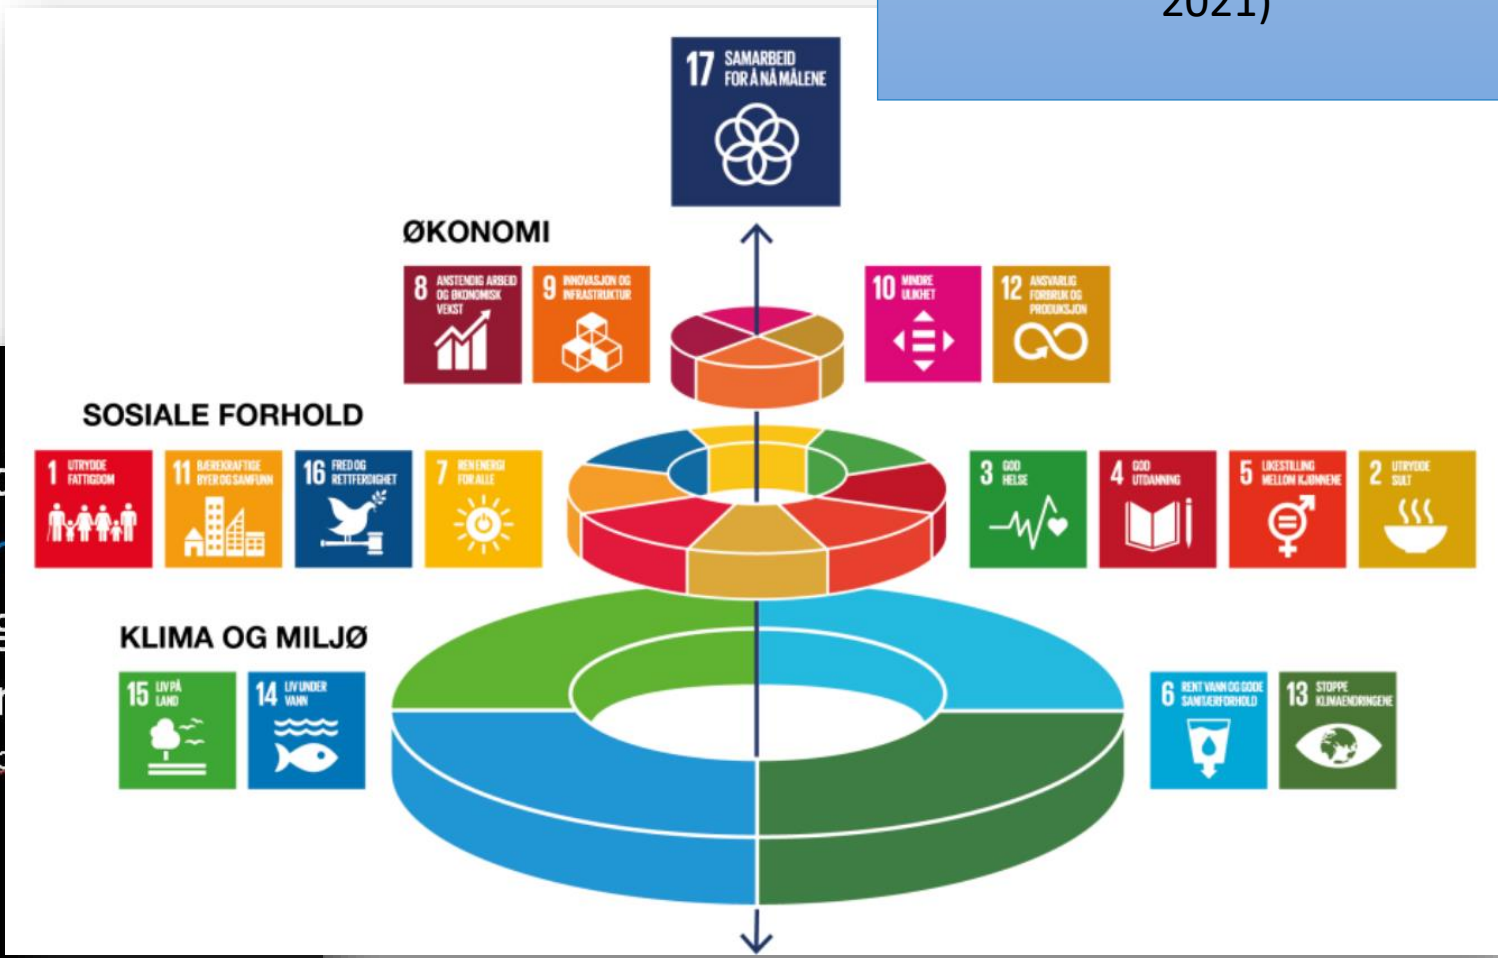 2021)
17 SAMARBEID
FOR Å NÅ MÅLENE
ØKONOMI
8 ANSTENDIG ARBEID
OG ØKONOMISK
VEKST
9 INNOVASJON OG
INFRASTRUKTUR
10 MINDRE
ULIKHET
12 ANSVARLIG
FORBRUK OG
PRODUKSJON
SOSIALE FORHOLD
1 UTRYDDE
FATTIGDOM
11 BÆREKRAFTIGE
BYER OG SAMFUNN
16 FRED OG
RETTFERDIGHET
7 REN ENERGI
FOR ALLE
3 GOD
HELSE
4 GOD
UTDANNING
5 LIKESTILLING
MELLOM KJØNNENE
2 UTRYDDE
SULT
KLIMA OG MILJØ
15 LIV PÅ
LAND
14 LIV UNDER
VANN
6 RENT VANN OG GODE
SANITÆRFORHOLD
13 STOPPE
KLIMAENDRINGENE